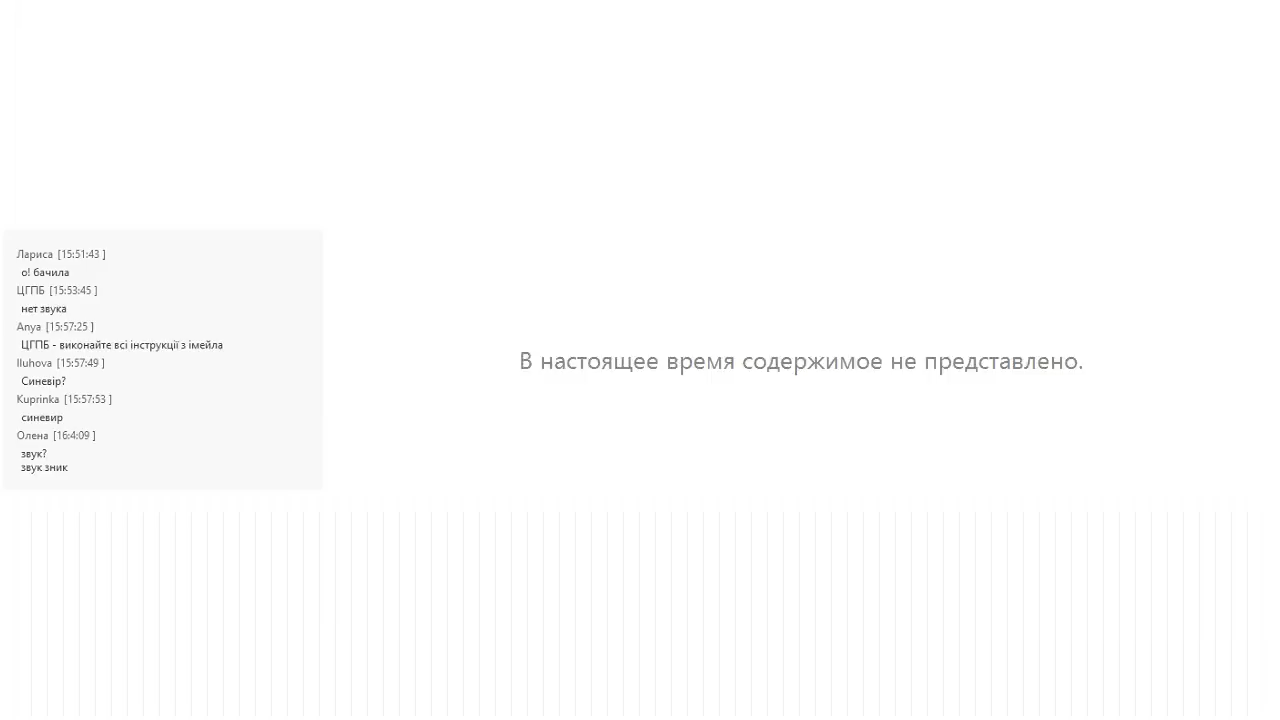 Лариса [15:51:43 ]
о! бачила
ЦГПБ [15:53:45 ]
нет звука
Anya [15:57:25 ]
ЦГПБ - виконайте всі інструкції з імейла
Iluhova [15:57:49 ]
Синевір?
Kuprinka [15:57:53 ]
синевир
Олена [16:4:09 ]
звук?
звук зник
В настоящее время содержимое не представлено.